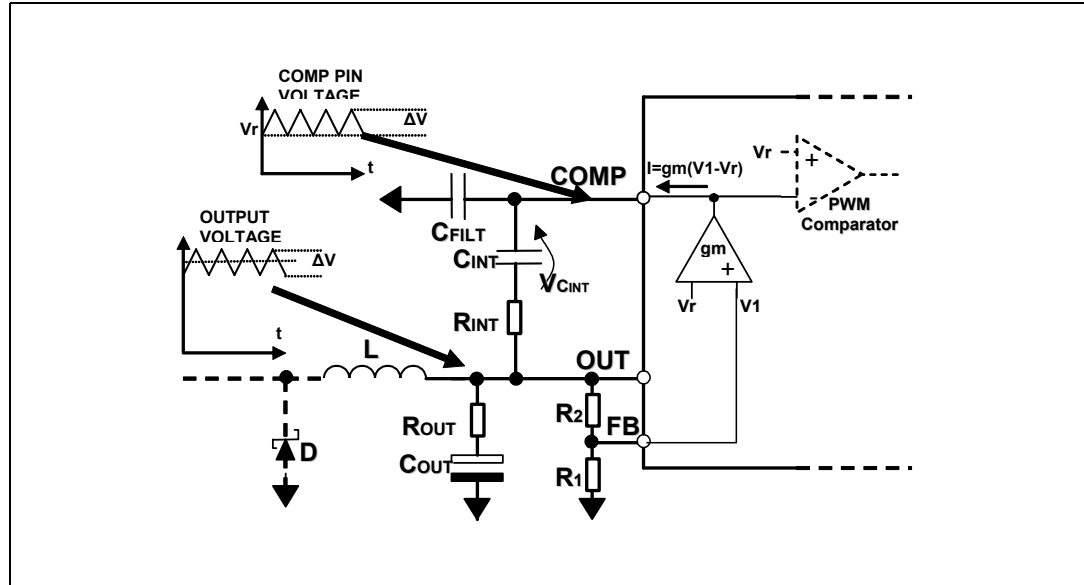 COMP PIN
VOLTAGE
Vr
ΔV
t
COMP
I=gm(V1-Vr)
Vr
+
−
PWM
Comparator
CFILT
OUTPUT
VOLTAGE
ΔV
CINT
VCINT
gm
+
Vr
V1
RINT
t
L
OUT
R2
FB
ROUT
D
COUT
R1